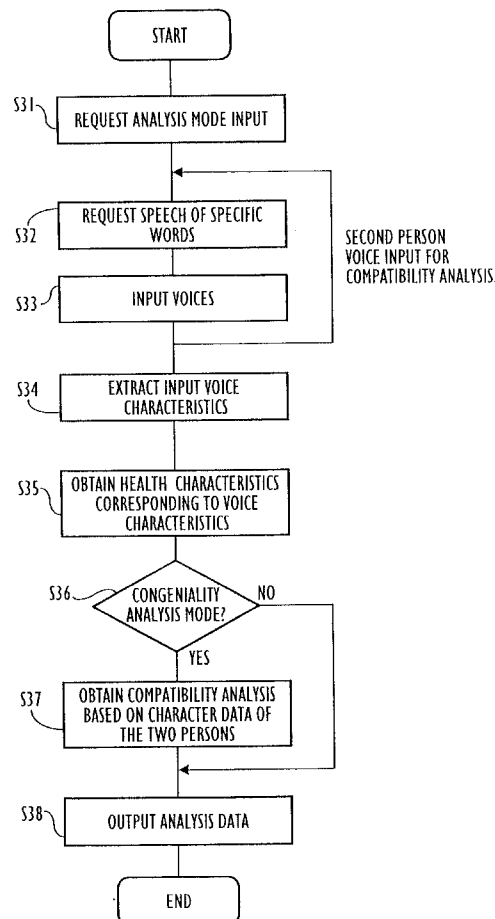 START
S31
REQUEST ANALYSIS MODE INPUT
S32
REQUEST SPEECH OF SPECIFIC
WORDS
SECOND PERSON
VOICE INPUT FOR
COMPATIBILITY ANALYSIS
S33
INPUT VOICES
S34
EXTRACT INPUT VOICE
CHARACTERISTICS
S35
OBTAIN HEALTH CHARACTERISTICS
CORRESPONDING TO VOICE
CHARACTERISTICS
S36
CONGENIALITY
ANALYSIS MODE?
NO
YES
S37
OBTAIN COMPATIBILITY ANALYSIS
BASED ON CHARACTER DATA OF
THE TWO PERSONS
S38
OUTPUT ANALYSIS DATA
END